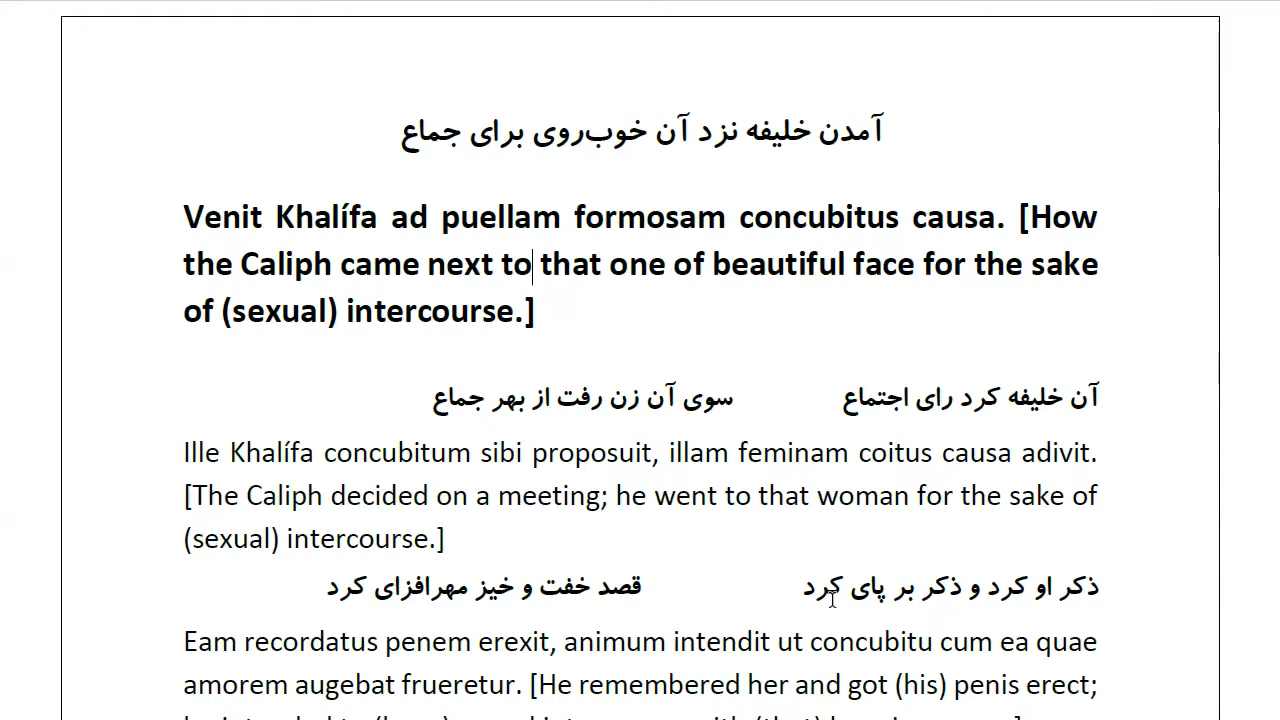 آمدن خلیفه نزد آن خوب‌روی برای جماع
Venit Khalífa ad puellam formosam concubitus causa. [How
the Caliph came next to that one of beautiful face for the sake
of (sexual) intercourse.]
آن خلیفه کرد رای اجتماع سوی آن زن رفت از بهر جماع
Ille Khalífa concubitum sibi proposuit, illam feminam coitus causa adivit.
[The Caliph decided on a meeting; he went to that woman for the sake of
(sexual) intercourse.]
ذکر او کرد و ذکر بر پای کرد قصد خفت و خیز مهرافزای کرد
Eam recordatus penem erexit, animum intendit ut concubitu cum ea quae
amorem augebat frueretur. [He remembered her and got (his) penis erect;